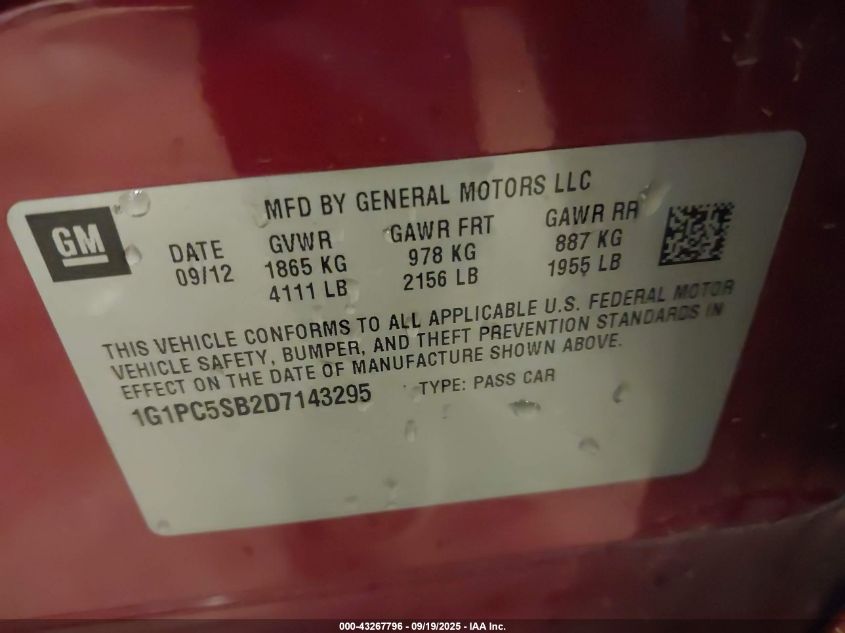 MFD BY GENERAL MOTORS LLC
GM
DATE GVWR GAWR FRT GAWR RR
09/12 1865 KG 978 KG 887 KG
4111 LB 2156 LB 1955 LB
THIS VEHICLE CONFORMS TO ALL APPLICABLE U.S. FEDERAL MOTOR
VEHICLE SAFETY, BUMPER, AND THEFT PREVENTION STANDARDS IN
EFFECT ON THE DATE OF MANUFACTURE SHOWN ABOVE.
1G1PC5SB2D7143295 TYPE: PASS CAR
000-43267796 - 09/19/2025 - IAA Inc.